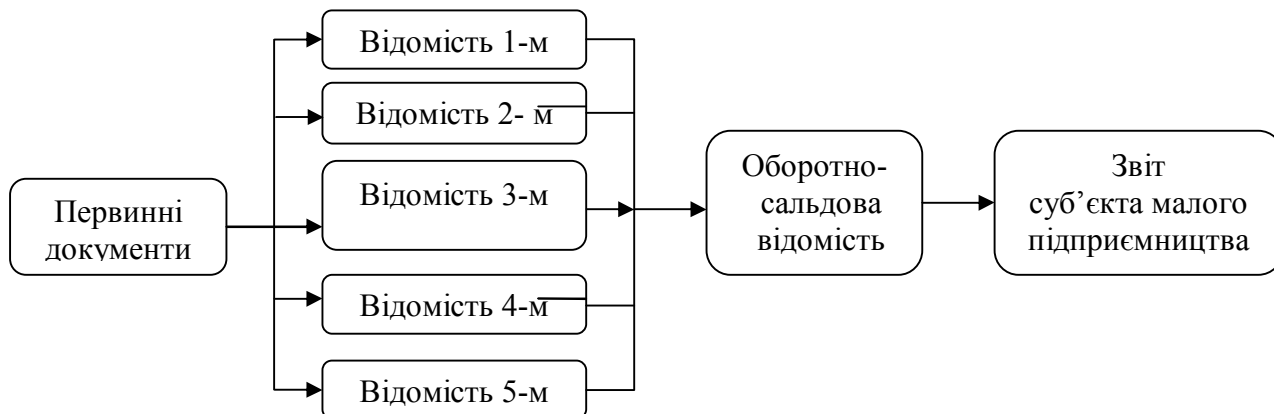 Первинні
документи
Відомість 1-м
Відомість 2- м
Відомість 3-м
Відомість 4-м
Відомість 5-м
Оборотно-
сальдова
відомість
Звіт
суб’єкта малого
підприємництва